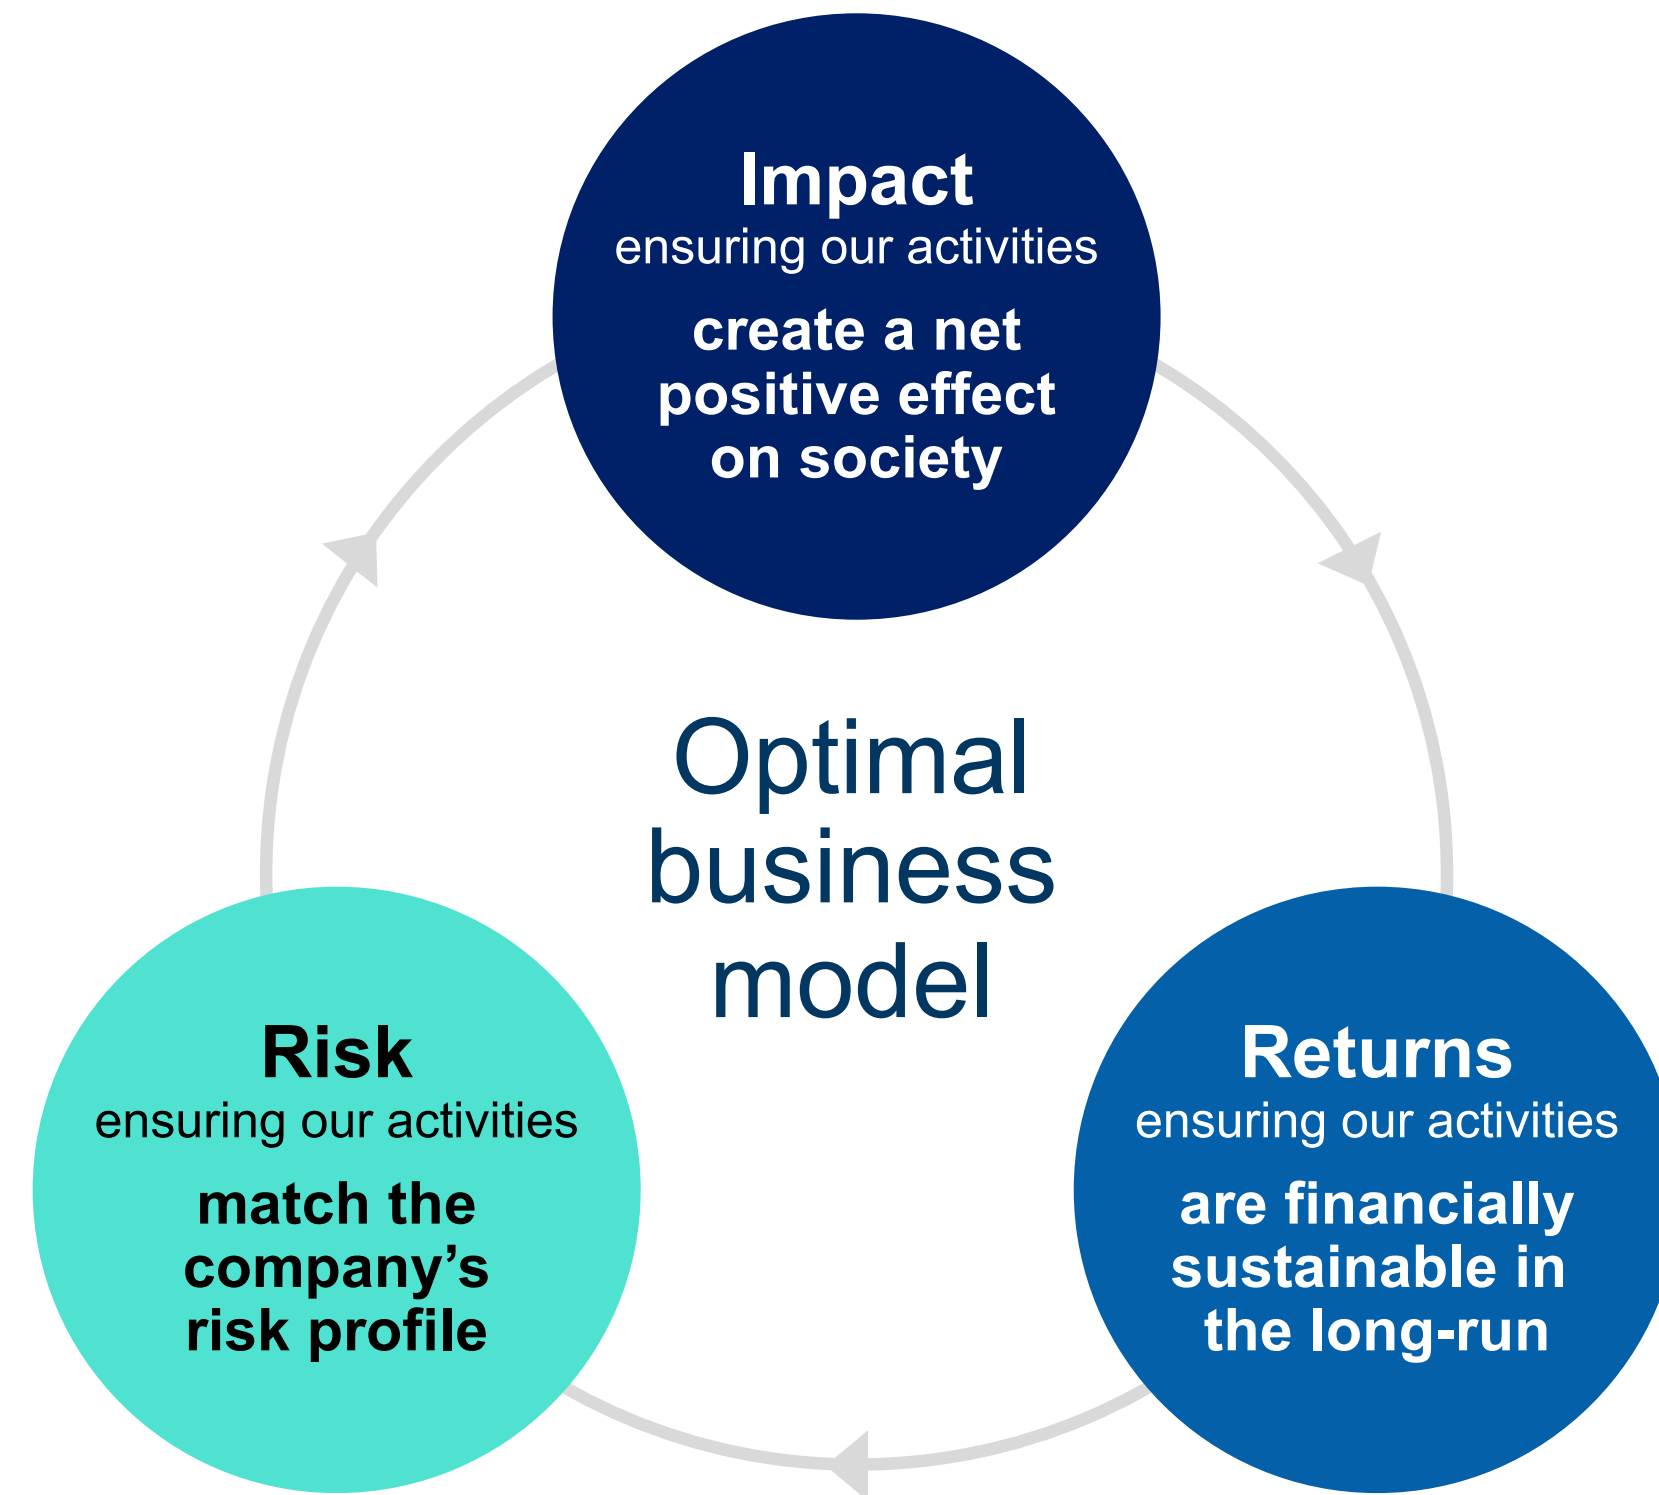 Impact
ensuring our activities
create a net
positive effect
on society
Optimal
business
model
Risk
ensuring our activities
match the
company’s
risk profile
Returns
ensuring our activities
are financially
sustainable in
the long-run